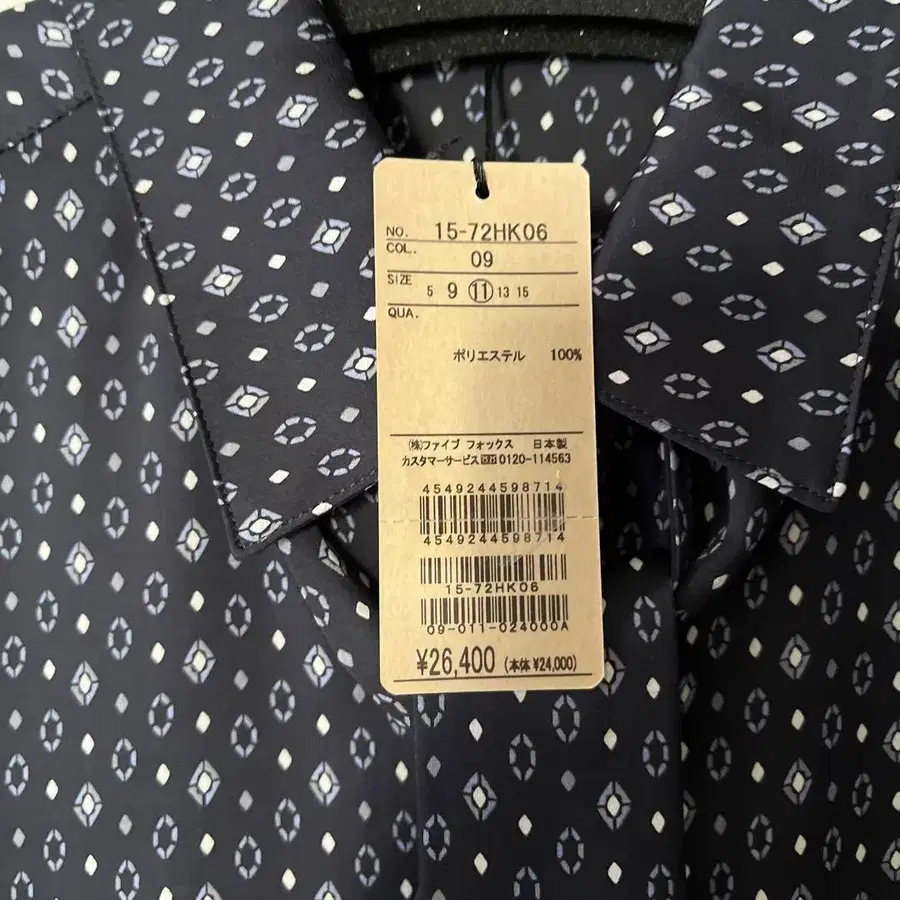 NO. 15-72HK06
COL. 09
SIZE 5 9 11 13 15
QUA.
ポリエステル 100%
㈱ファイブ フォックス 日本製
カスタマーサービス 0120-114563
4549244598714
4549244598714
15-72HK06
09-011-024000A
¥26,400 (本体 ¥24,000)